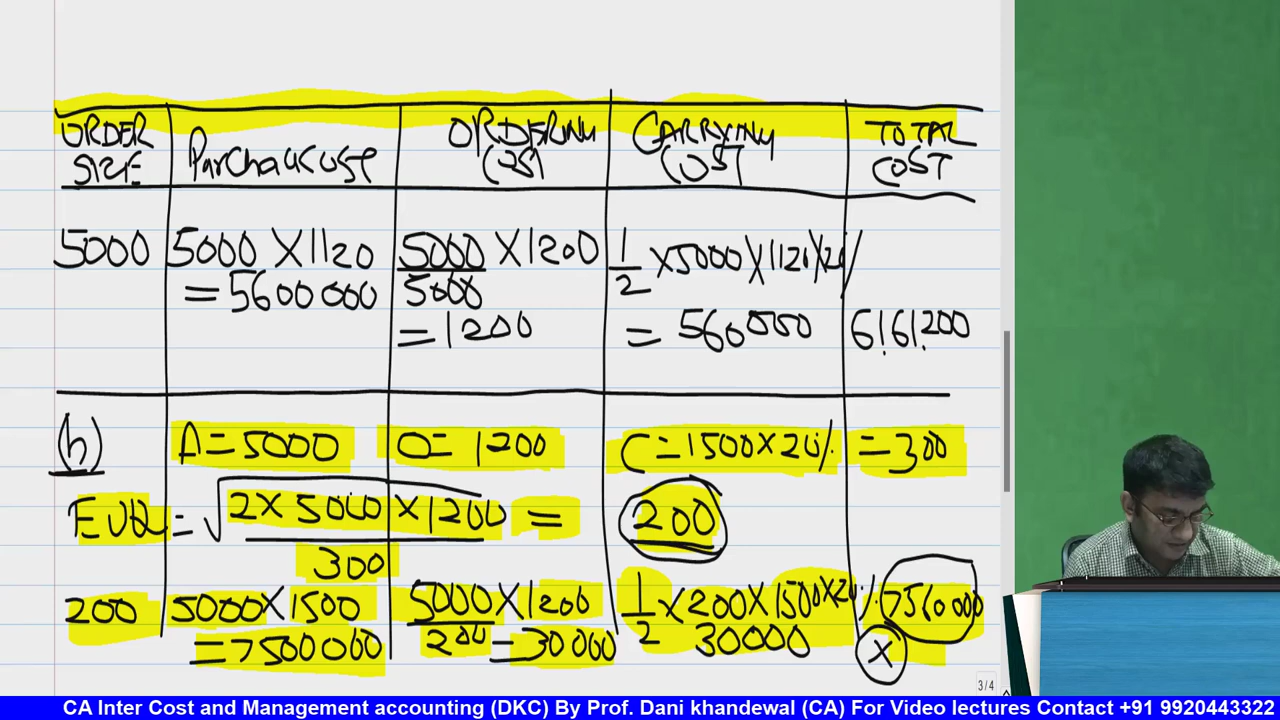 ORDER SIZE | Purchase cost | ORDERING COST | CARRYING COST | TOTAL COST
5000 | 5000 X 1120 | 5000/5000 X 1200 | 1/2 X 5000 X 1120 X 20%
= 5600000 | = 1200 | = 560000 | 6161200
(h) | A = 5000 | O = 1200 | C = 1500 X 20% | = 300
EOQ = √(2 X 5000 X 1200 / 300) = 200
200 | 5000 X 1500 | 5000/200 X 1200 | 1/2 X 200 X 1500 X 20% | 7560000
= 7500000 | = 30000 | 30000 | X
3/4
CA Inter Cost and Management accounting (DKC) By Prof. Dani khandewal (CA) For Video lectures Contact +91 9920443322